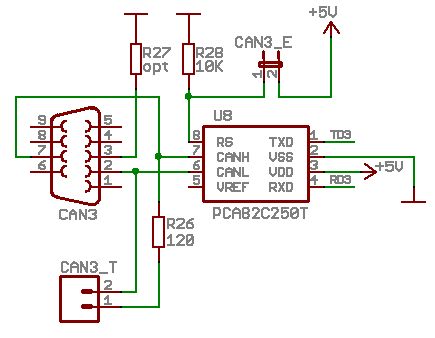 +5V
R27
opt
R28
10K
CAN3_E
1
2
U8
9
8
7
6
5
4
3
2
1
CAN3
8
7
6
5
RS
CANH
CANL
VREF
TXD
VSS
VDD
RXD
1
2
3
4
TD3
+5V
RD3
PCA82C250T
R26
120
CAN3_T
2
1